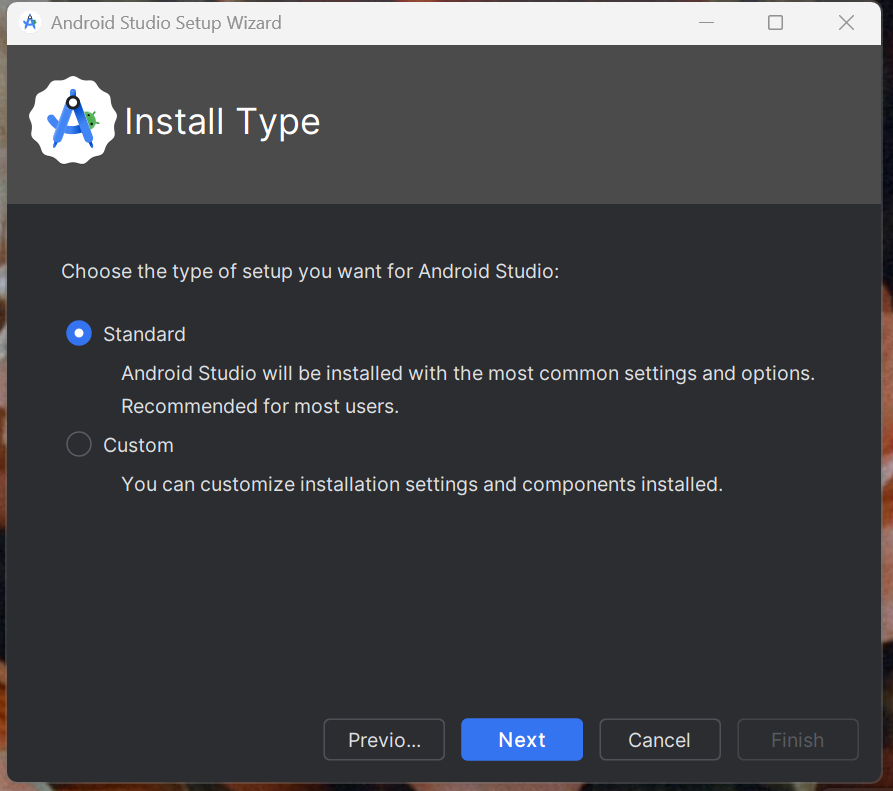 Android Studio Setup Wizard
Install Type
Choose the type of setup you want for Android Studio:
Standard
Android Studio will be installed with the most common settings and options.
Recommended for most users.
Custom
You can customize installation settings and components installed.
Previo...
Next
Cancel
Finish